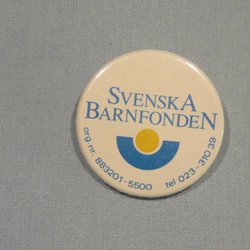 SVENSKA
BARNFONDEN
org nr. 883201-5500 tel 023-310 39